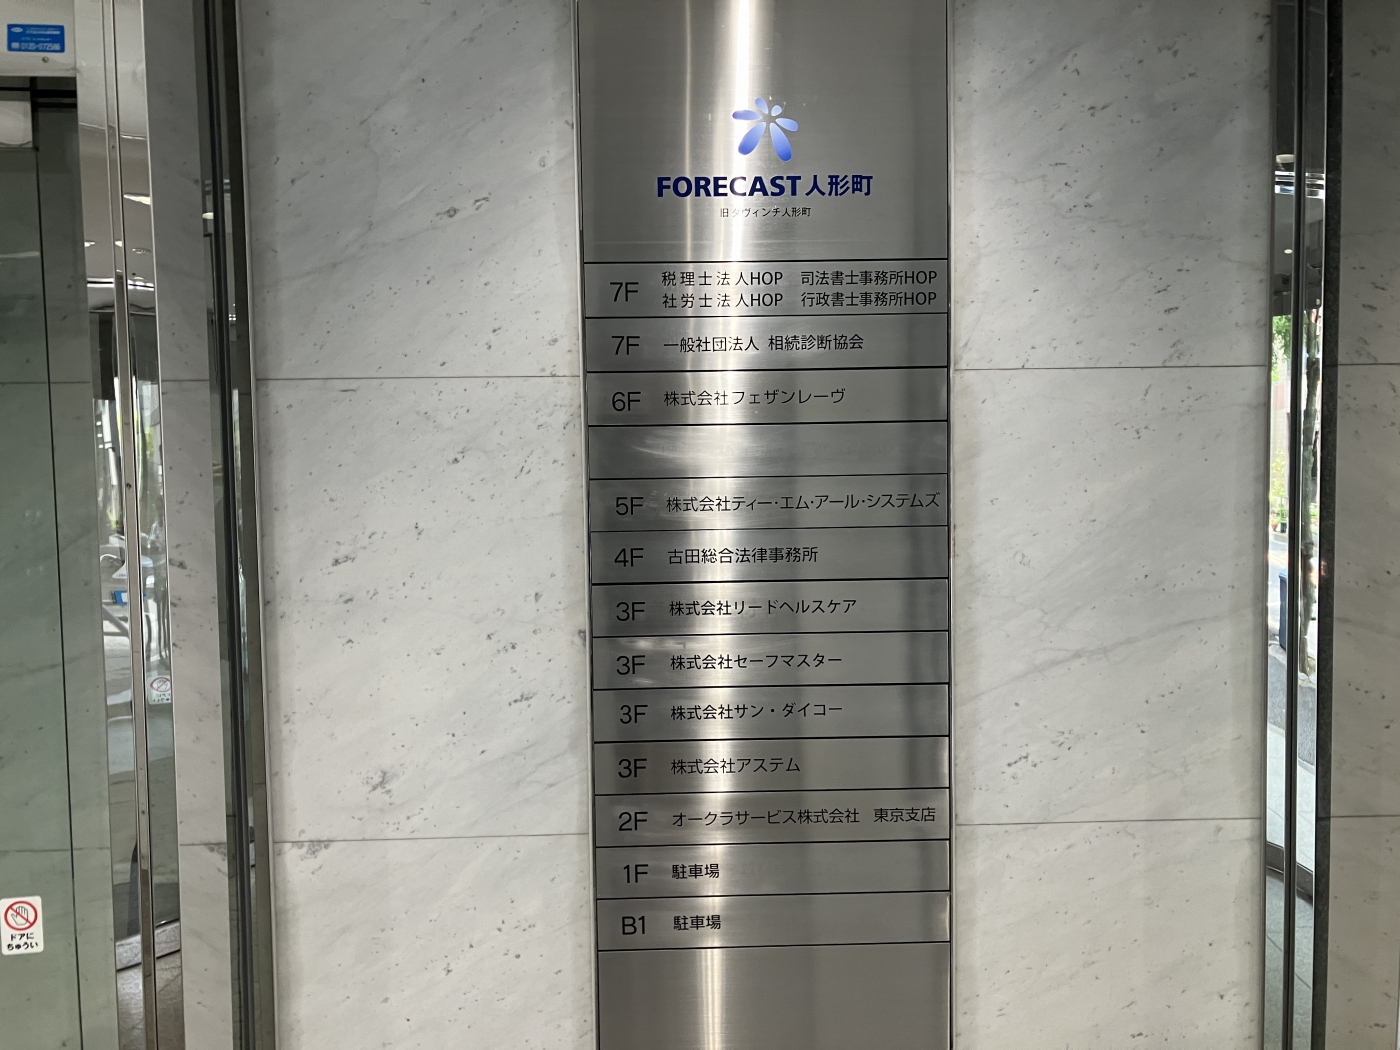 FORECAST人形町
旧ダヴィンチ人形町
7F 税理士法人HOP 司法書士事務所HOP
社労士法人HOP 行政書士事務所HOP
7F 一般社団法人 相続診断協会
6F 株式会社フェザンレーヴ
5F 株式会社ティー・エム・アール・システムズ
4F 古田総合法律事務所
3F 株式会社リードヘルスケア
3F 株式会社セーフマスター
3F 株式会社サン・ダイコー
3F 株式会社アステム
2F オークラサービス株式会社 東京支店
1F 駐車場
B1 駐車場
ドアに
ちゅうい